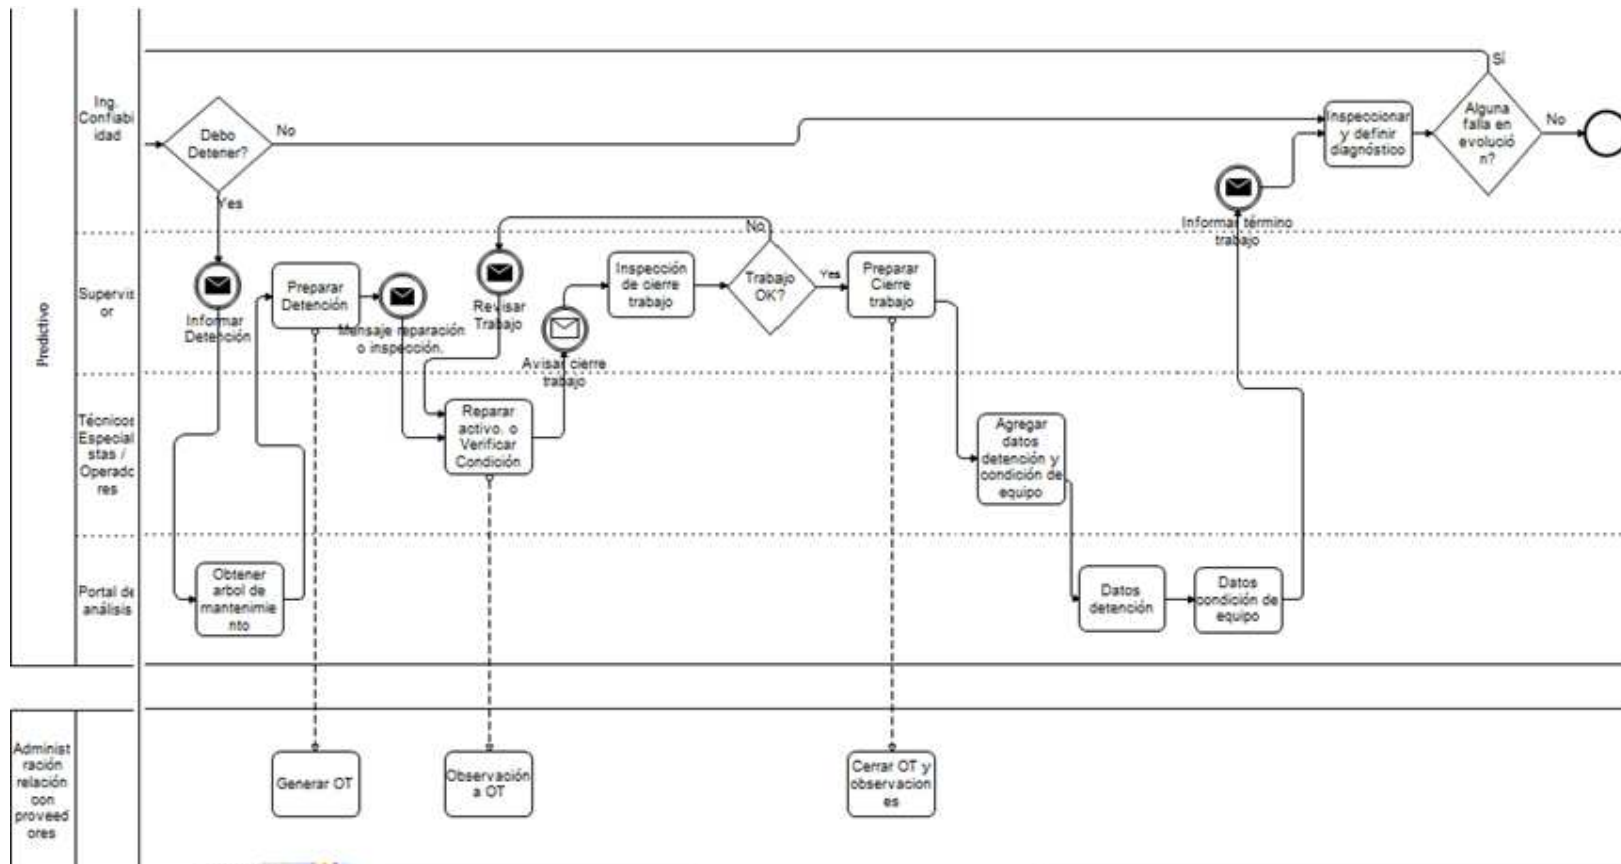 Predictivo
Ing.
Confiabi
idad
Debo
Detener?
No
Yes
Inspeccionar
y definir
diagnóstico
Sí
Alguna
falla en
evolució
n?
No
Informar término
trabajo
Supervis
or
Informar
Detención
Preparar
Detención
Mensaje reparación
o inspección.
Revisar
Trabajo
Avisar cierre
trabajo
Inspección
de cierre
trabajo
No
Trabajo
OK?
Yes
Preparar
Cierre
trabajo
Técnicos
Especial
stas /
Operado
res
Reparar
activo. o
Verificar
Condición
Agregar
datos
detención y
condición de
equipo
Portal de
análisis
Obtener
arbol de
mantenimie
nto
Datos
detención
Datos
condición de
equipo
Administ
ración
relación
con
proveed
ores
Generar OT
Observación
a OT
Cerrar OT y
observacion
es